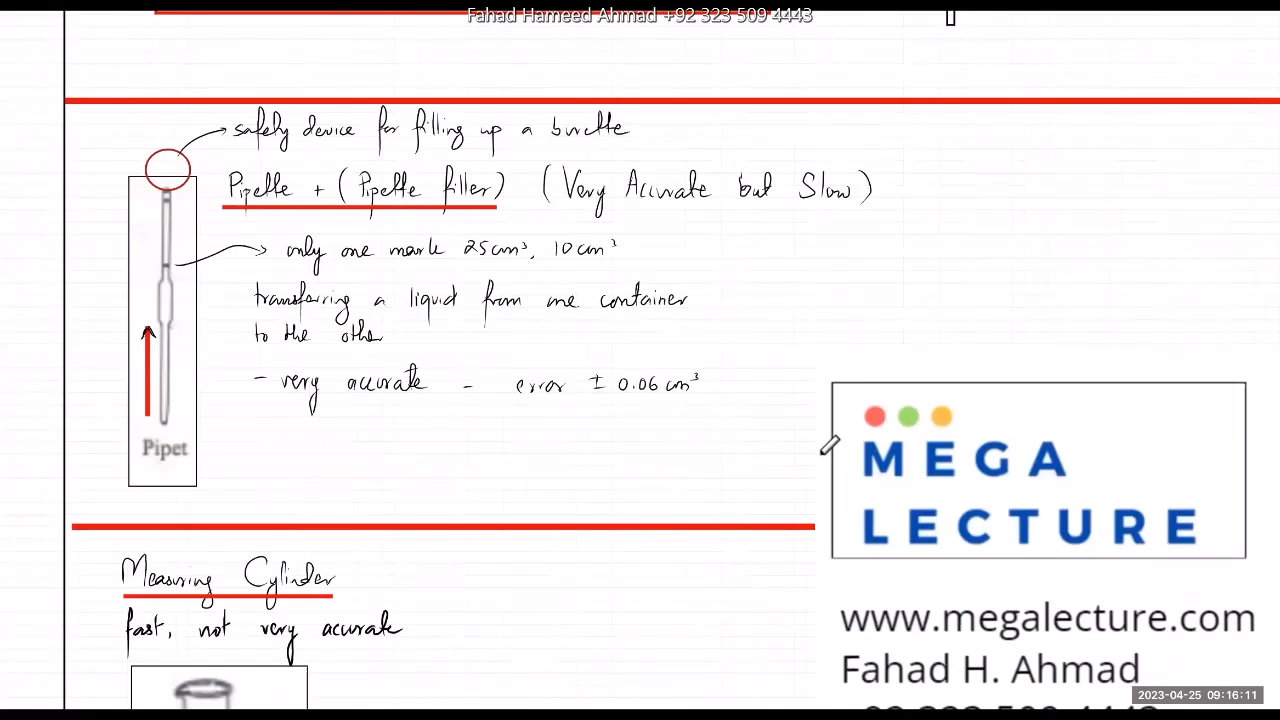 Fahad Hameed Ahmad +92 323 509 4443
safety device for filling up a burette
Pipette + (Pipette filler) (Very Accurate but Slow)
only one mark 25cm³, 10cm³
transferring a liquid from one container
to the other
- very accurate - error ± 0.06 cm³
Pipet
MEGA
LECTURE
Measuring Cylinder
fast, not very accurate
www.megalecture.com
Fahad H. Ahmad
2023-04-25 09:16:11